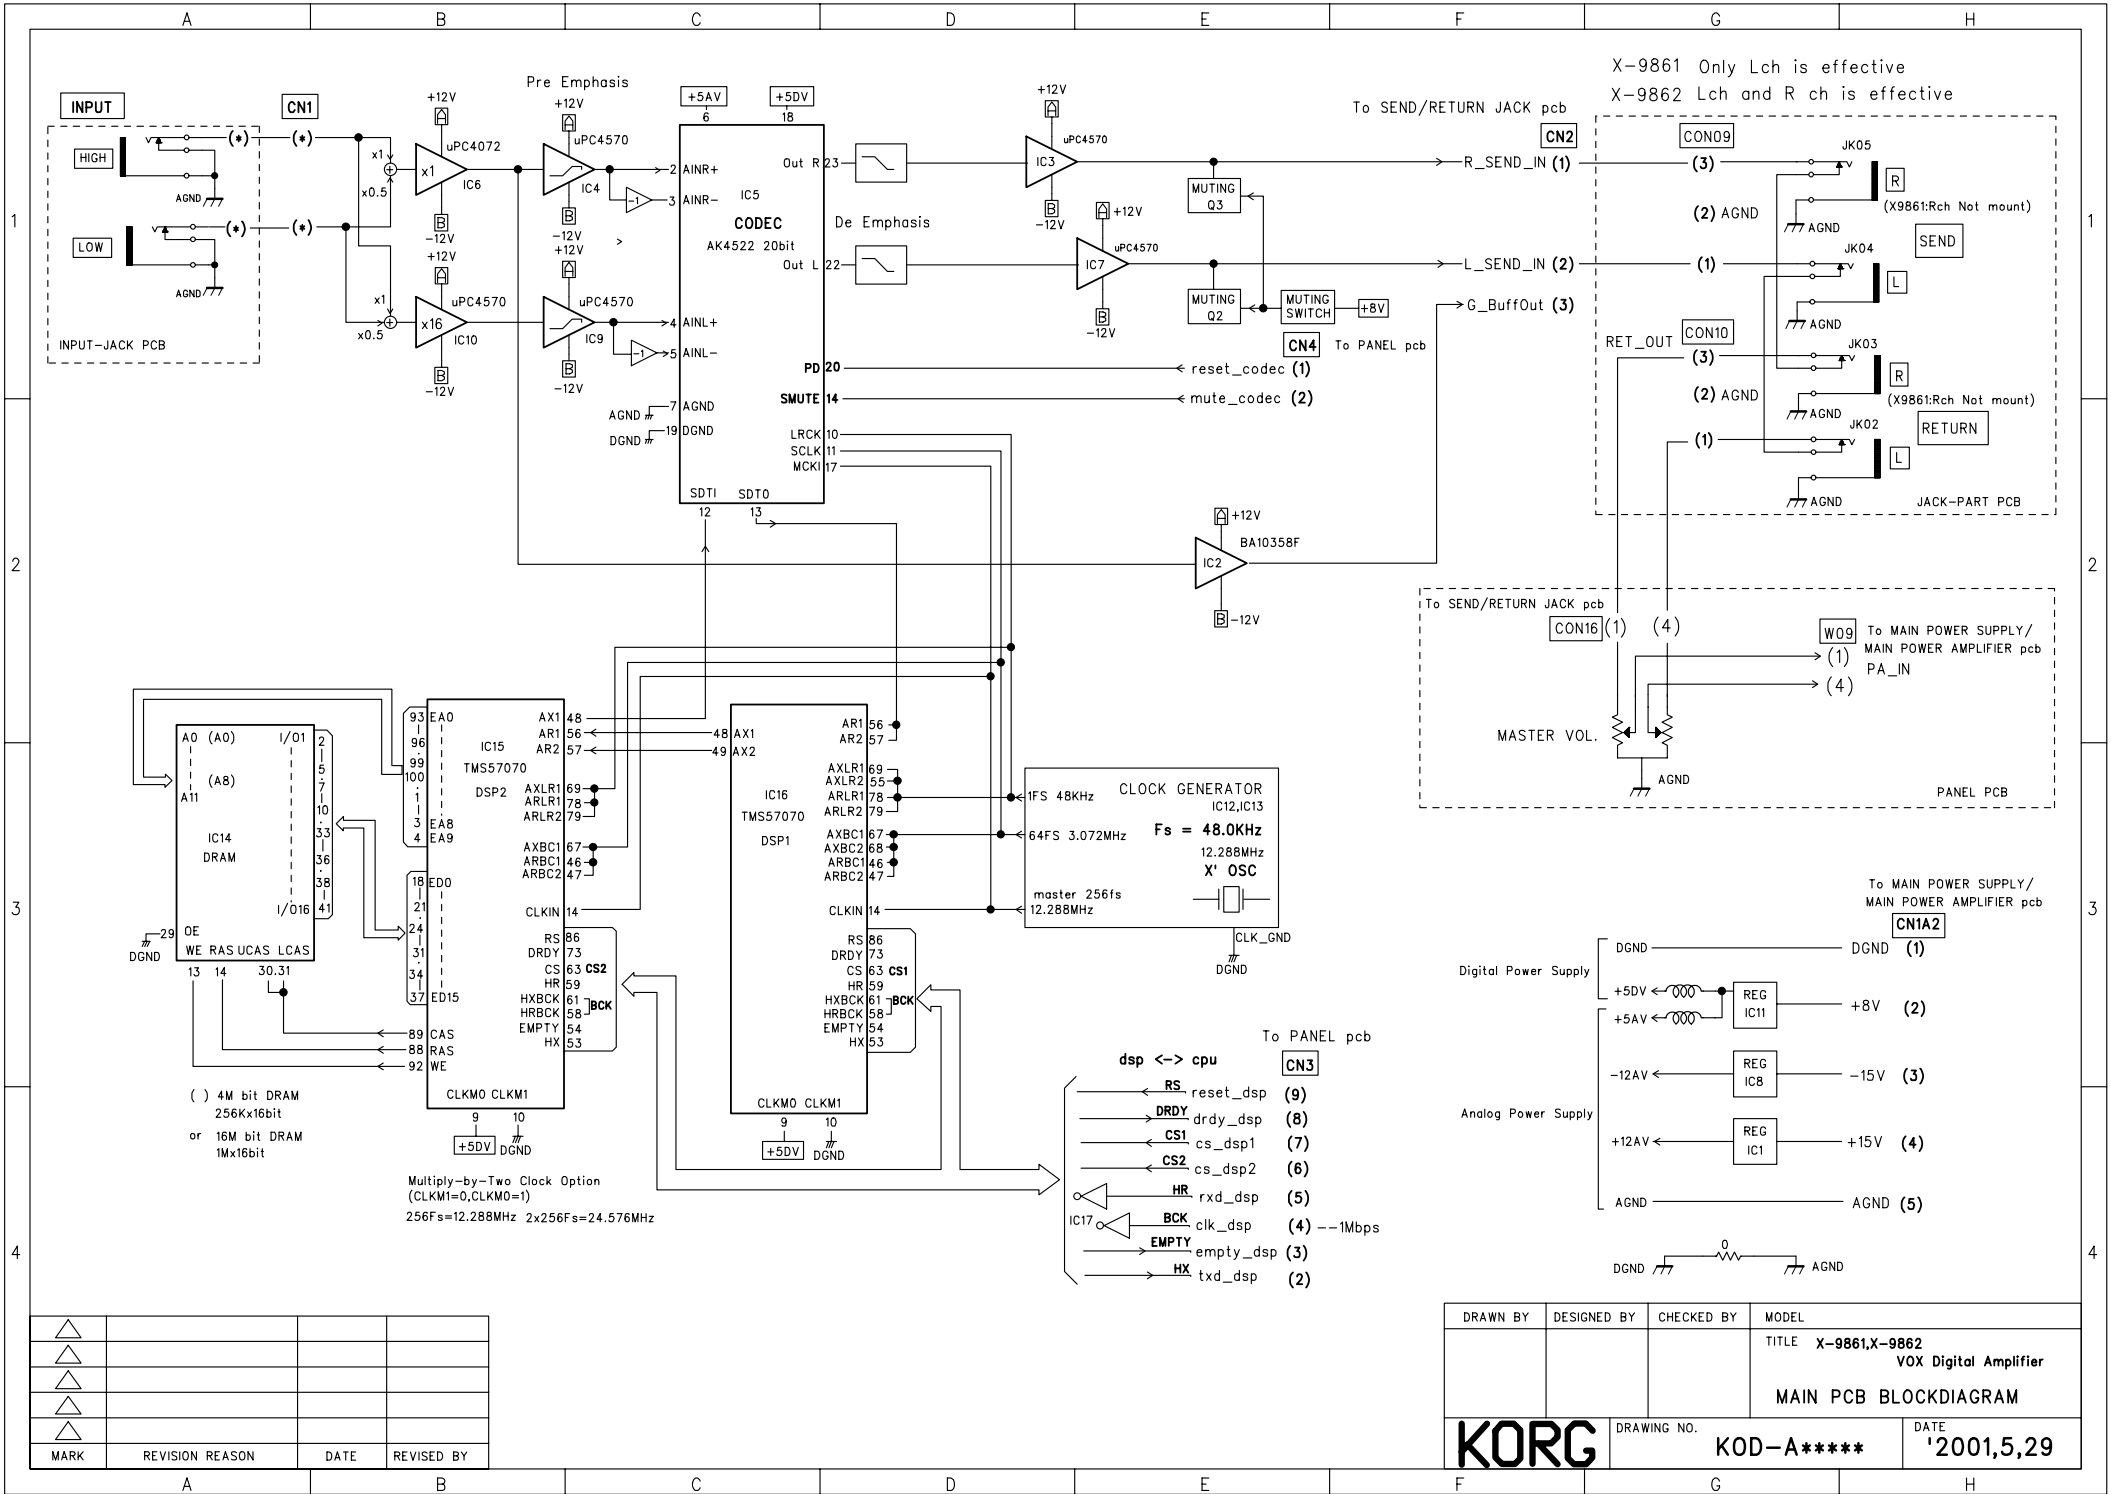 A B C D E F G H
X-9861 Only Lch is effective
X-9862 Lch and R ch is effective
INPUT
CN1
HIGH
AGND
LOW
AGND
INPUT-JACK PCB
(*) (*)
(*) (*)
x1
x0.5
x1
x0.5
+12V
uPC4072
x1
IC6
B
-12V
+12V
A
uPC4570
x16
IC10
B
-12V
Pre Emphasis
+12V
A
uPC4570
IC4
B
-12V
+12V
A
uPC4570
IC9
B
-12V
-1
-1
>
+5AV
+5DV
6
18
2 AINR+
3 AINR-
4 AINL+
5 AINL-
IC5
CODEC
AK4522 20bit
Out R 23
Out L 22
PD 20
SMUTE 14
AGND 7 AGND
DGND 19 DGND
LRCK 10
SCLK 11
MCKI 17
SDTI SDTO
12 13
De Emphasis
+12V
A
uPC4570
IC3
B
-12V
A +12V
uPC4570
IC7
B
-12V
MUTING
Q3
MUTING
Q2
MUTING
SWITCH
+8V
CN4 To PANEL pcb
reset_codec (1)
mute_codec (2)
To SEND/RETURN JACK pcb
CN2
R_SEND_IN (1)
L_SEND_IN (2)
G_BuffOut (3)
CON09
(3)
(2) AGND
(1)
CON10
RET_OUT
(3)
(2) AGND
(1)
JK05
R
(X9861:Rch Not mount)
AGND
SEND
JK04
L
AGND
JK03
R
(X9861:Rch Not mount)
AGND
RETURN
JK02
L
AGND
JACK-PART PCB
1 1
2 2
3 3
4 4
A +12V
BA10358F
IC2
B -12V
To SEND/RETURN JACK pcb
CON16 (1) (4)
W09 To MAIN POWER SUPPLY/
MAIN POWER AMPLIFIER pcb
(1) PA_IN
(4)
MASTER VOL.
AGND
PANEL PCB
A0 (A0) I/O1
(A8)
A11
IC14
DRAM
I/O16
2
5
.
7
10
.
33
36
.
38
41
29 OE
DGND
WE RAS UCAS LCAS
13 14 30.31
( ) 4M bit DRAM
256Kx16bit
or 16M bit DRAM
1Mx16bit
93 EA0
96
.
99
100
.
1
3 EA8
4 EA9
18 ED0
21
.
24
31
.
34
37 ED15
89 CAS
88 RAS
92 WE
IC15
TMS57070
DSP2
AX1 48
AR1 56
AR2 57
AXLR1 69
ARLR1 78
ARLR2 79
AXBC1 67
ARBC1 46
ARBC2 47
CLKIN 14
RS 86
DRDY 73
CS 63 CS2
HR 59
HXBCK 61
BCK
HRBCK 58
EMPTY 54
HX 53
CLKM0 CLKM1
9 10
+5DV DGND
Multiply-by-Two Clock Option
(CLKM1=0,CLKM0=1)
256Fs=12.288MHz 2x256Fs=24.576MHz
48 AX1
49 AX2
IC16
TMS57070
DSP1
AR1 56
AR2 57
AXLR1 69
AXLR2 55
ARLR1 78
ARLR2 79
AXBC1 67
AXBC2 68
ARBC1 46
ARBC2 47
CLKIN 14
RS 86
DRDY 73
CS 63 CS1
HR 59
HXBCK 61
BCK
HRBCK 58
EMPTY 54
HX 53
CLKM0 CLKM1
9 10
+5DV DGND
CLOCK GENERATOR
IC12,IC13
1FS 48KHz
Fs = 48.0KHz
64FS 3.072MHz
12.288MHz
X' OSC
master 256fs
12.288MHz
CLK_GND
DGND
To PANEL pcb
dsp <-> cpu
CN3
RS reset_dsp (9)
DRDY drdy_dsp (8)
CS1 cs_dsp1 (7)
CS2 cs_dsp2 (6)
HR rxd_dsp (5)
IC17 BCK clk_dsp (4) --1Mbps
EMPTY empty_dsp (3)
HX txd_dsp (2)
To MAIN POWER SUPPLY/
MAIN POWER AMPLIFIER pcb
CN1A2
DGND DGND (1)
Digital Power Supply
+5DV
REG
IC11
+8V (2)
+5AV
-12AV
REG
IC8
-15V (3)
Analog Power Supply
+12AV
REG
IC1
+15V (4)
AGND AGND (5)
0
DGND AGND
MARK REVISION REASON DATE REVISED BY
DRAWN BY DESIGNED BY CHECKED BY MODEL
TITLE X-9861,X-9862
VOX Digital Amplifier
MAIN PCB BLOCKDIAGRAM
KORG
DRAWING NO.
KOD-A*****
DATE
'2001,5,29
A B C D E F G H